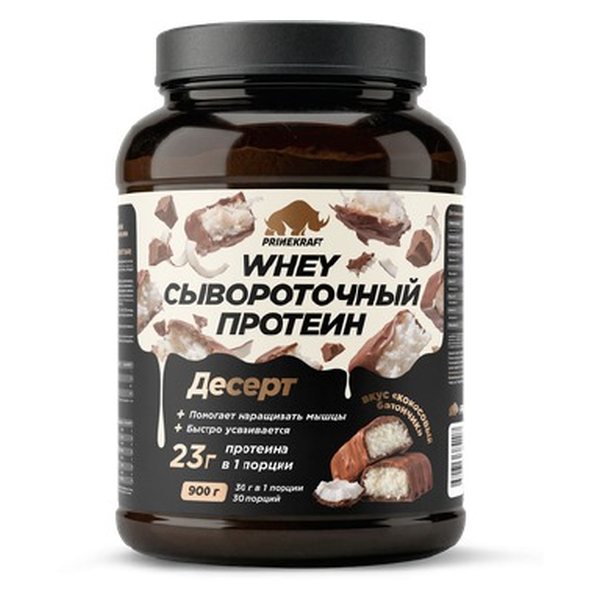 PRIMEKRAFT
WHEY
СЫВОРОТОЧНЫЙ
ПРОТЕИН
Десерт
+ Помогает наращивать мышцы
+ Быстро усваивается
23г протеина
в 1 порции
вкус «кокосовый
батончик»
900 г
30 г в 1 порции
30 порций